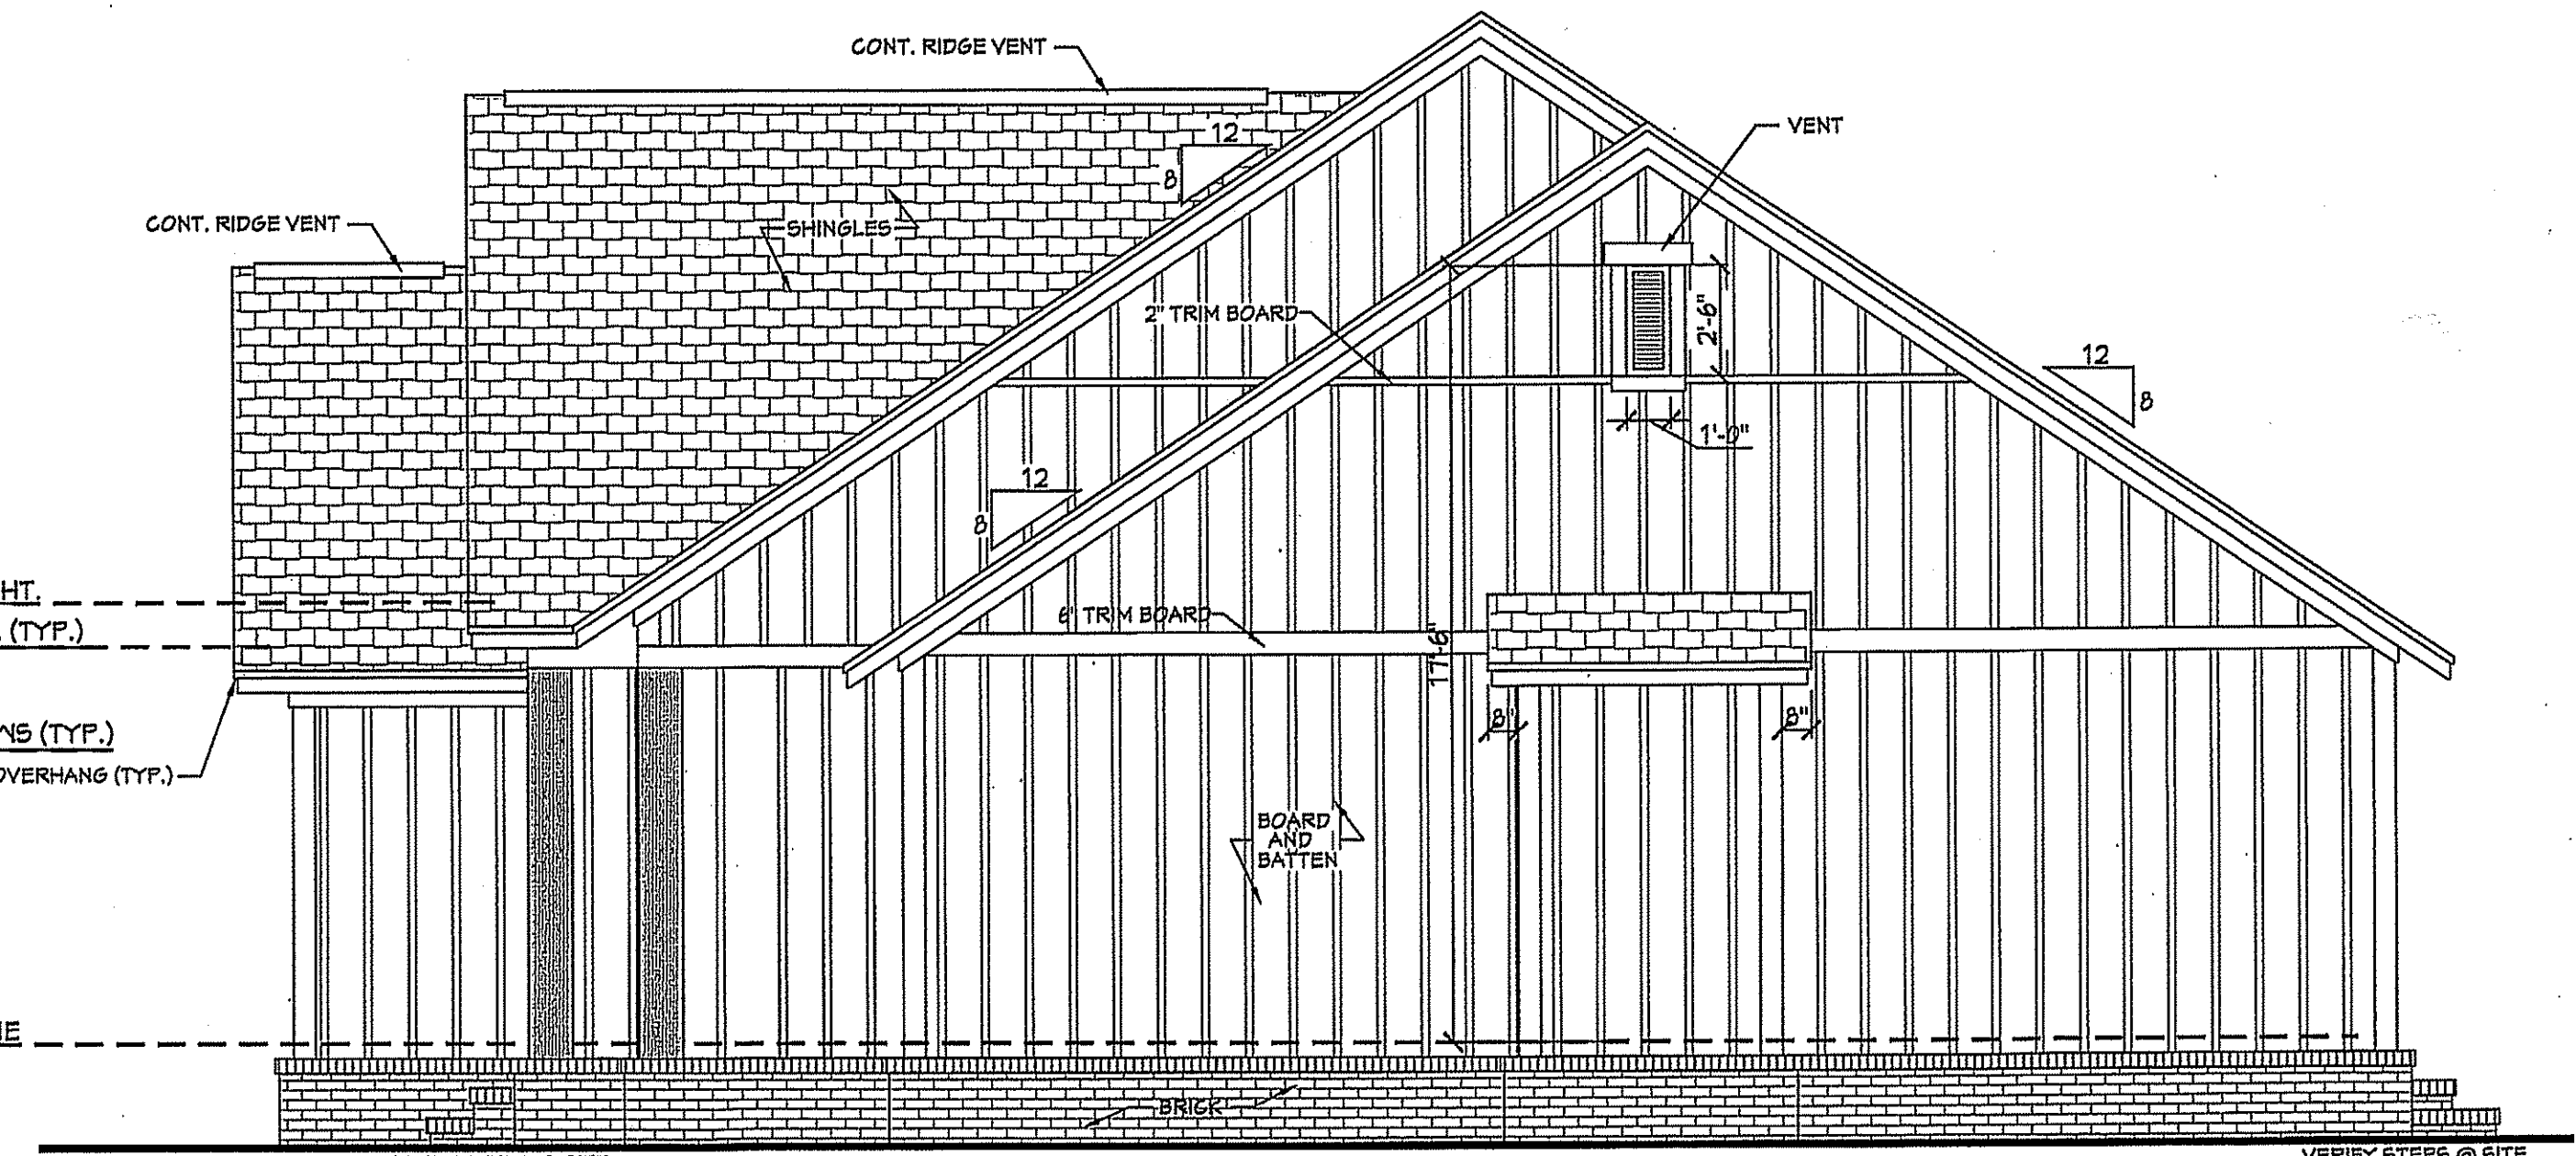 CONT. RIDGE VENT
VENT
12
8
CONT. RIDGE VENT
SHINGLES
2" TRIM BOARD
2'-6"
12
8
1'-0"
12
8
HT.
(TYP.)
6" TRIM BOARD
17'-6"
8"
8"
NS (TYP.)
OVERHANG (TYP.)
BOARD
AND
BATTEN
BRICK
VERIFY STEPS @ SITE